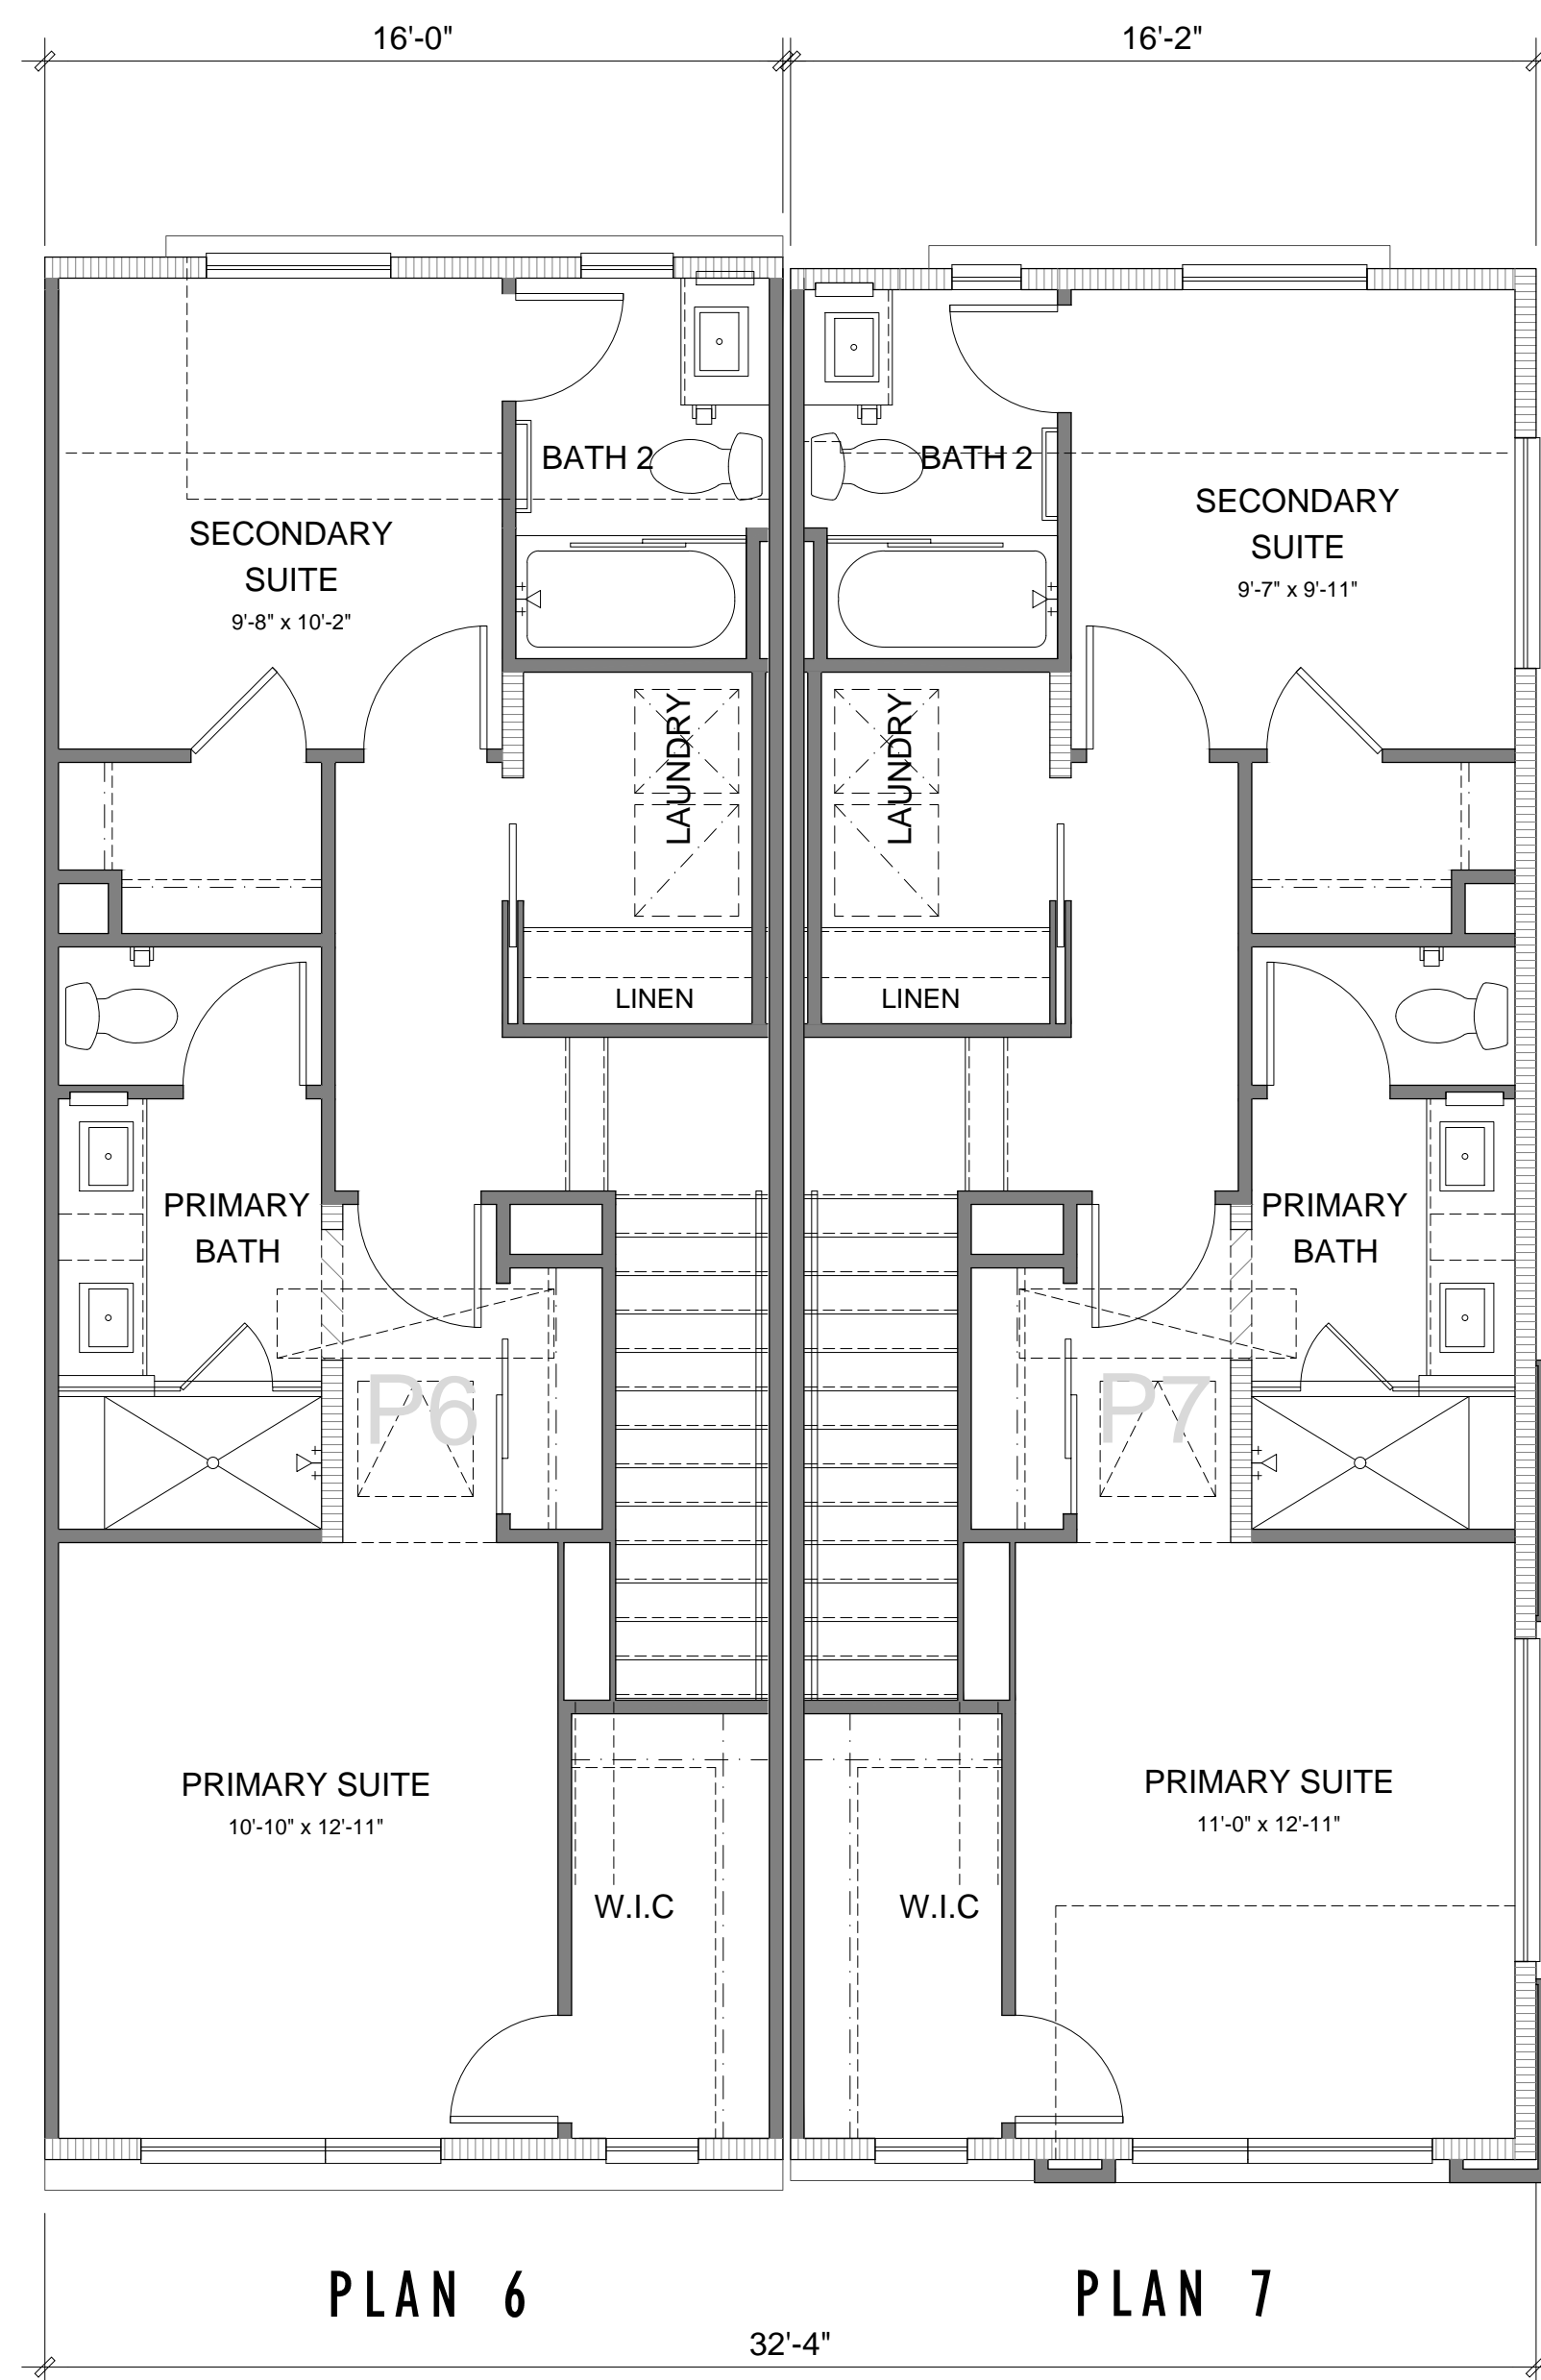 16'-0"
16'-2"
BATH 2
BATH 2
SECONDARY
SUITE
9'-8" x 10'-2"
SECONDARY
SUITE
9'-7" x 9'-11"
LAUNDRY
LAUNDRY
LINEN
LINEN
PRIMARY
BATH
PRIMARY
BATH
P6
P7
PRIMARY SUITE
10'-10" x 12'-11"
PRIMARY SUITE
11'-0" x 12'-11"
W.I.C
W.I.C
PLAN 6
PLAN 7
32'-4"